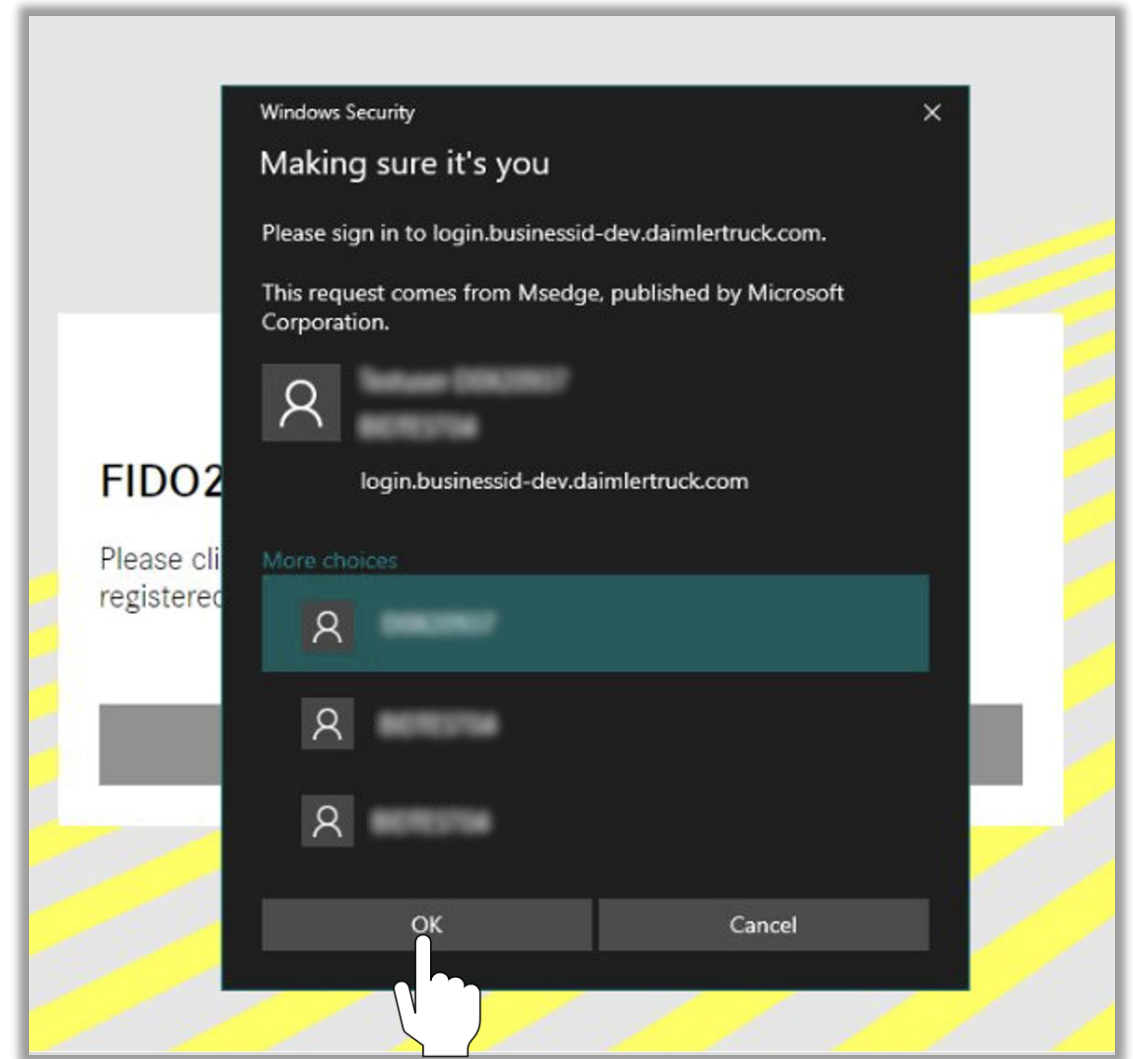 Windows Security
Making sure it's you
Please sign in to login.businessid-dev.daimlertruck.com.
This request comes from Msedge, published by Microsoft
Corporation.
login.businessid-dev.daimlertruck.com
FIDO2
Please cli
registered
More choices
OK
Cancel